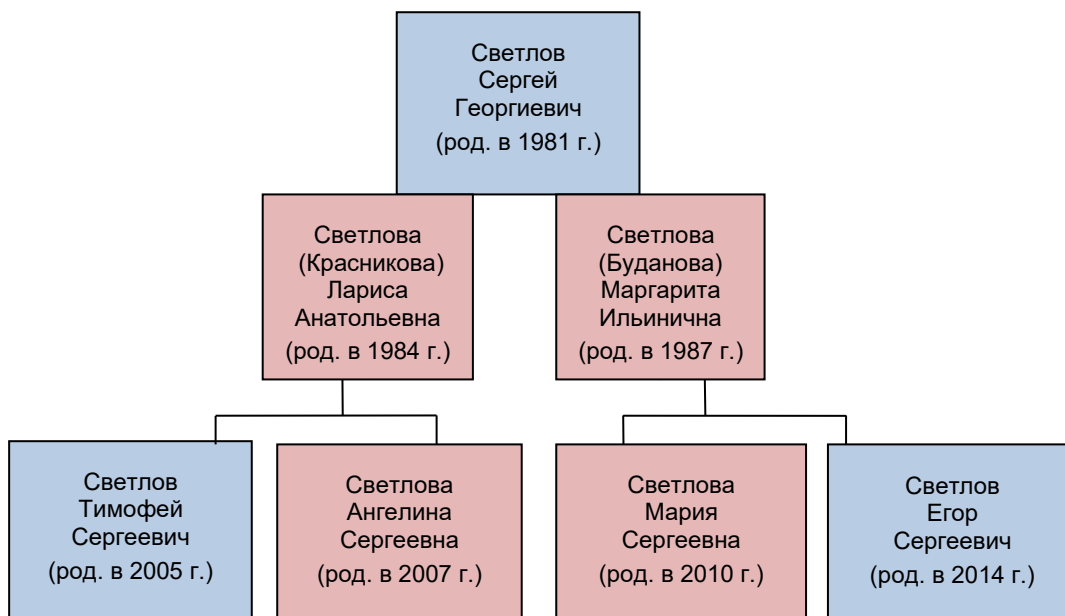 Светлов
Сергей
Георгиевич
(род. в 1981 г.)
Светлова
(Красникова)
Лариса
Анатольевна
(род. в 1984 г.)
Светлова
(Буданова)
Маргарита
Ильинична
(род. в 1987 г.)
Светлов
Тимофей
Сергеевич
(род. в 2005 г.)
Светлова
Ангелина
Сергеевна
(род. в 2007 г.)
Светлова
Мария
Сергеевна
(род. в 2010 г.)
Светлов
Егор
Сергеевич
(род. в 2014 г.)